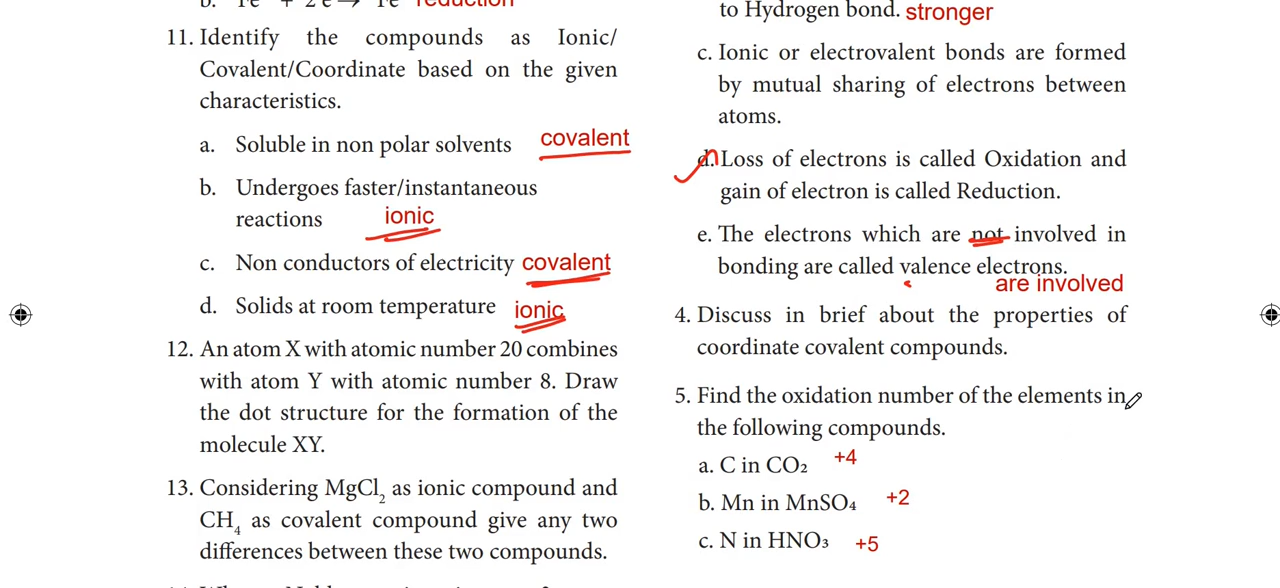 b. Fe + 2e → Fe reduction
11. Identify the compounds as Ionic/
Covalent/Coordinate based on the given
characteristics.
a. Soluble in non polar solvents covalent
b. Undergoes faster/instantaneous
reactions ionic
c. Non conductors of electricity covalent
d. Solids at room temperature ionic
12. An atom X with atomic number 20 combines
with atom Y with atomic number 8. Draw
the dot structure for the formation of the
molecule XY.
13. Considering MgCl₂ as ionic compound and
CH₄ as covalent compound give any two
differences between these two compounds.
to Hydrogen bond. stronger
c. Ionic or electrovalent bonds are formed
by mutual sharing of electrons between
atoms.
d. Loss of electrons is called Oxidation and
gain of electron is called Reduction.
e. The electrons which are not involved in
bonding are called valence electrons.
are involved
4. Discuss in brief about the properties of
coordinate covalent compounds.
5. Find the oxidation number of the elements in
the following compounds.
a. C in CO₂ +4
b. Mn in MnSO₄ +2
c. N in HNO₃ +5